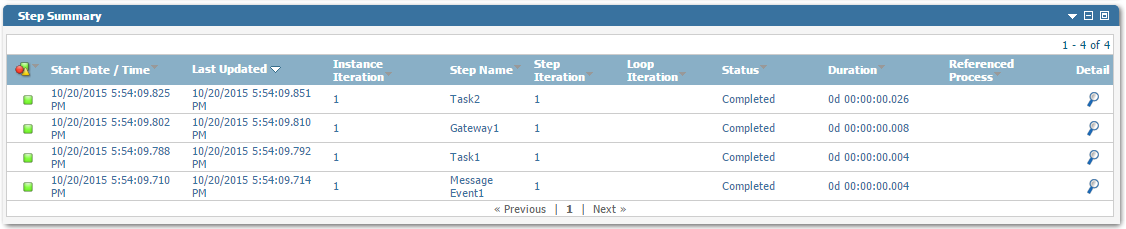 Step Summary
1 - 4 of 4
Start Date / Time Last Updated Instance Iteration Step Name Step Iteration Loop Iteration Status Duration Referenced Process Detail
10/20/2015 5:54:09.825 PM 10/20/2015 5:54:09.851 PM 1 Task2 1 Completed 0d 00:00:00.026
10/20/2015 5:54:09.802 PM 10/20/2015 5:54:09.810 PM 1 Gateway1 1 Completed 0d 00:00:00.008
10/20/2015 5:54:09.788 PM 10/20/2015 5:54:09.792 PM 1 Task1 1 Completed 0d 00:00:00.004
10/20/2015 5:54:09.710 PM 10/20/2015 5:54:09.714 PM 1 Message Event1 1 Completed 0d 00:00:00.004
« Previous | 1 | Next »